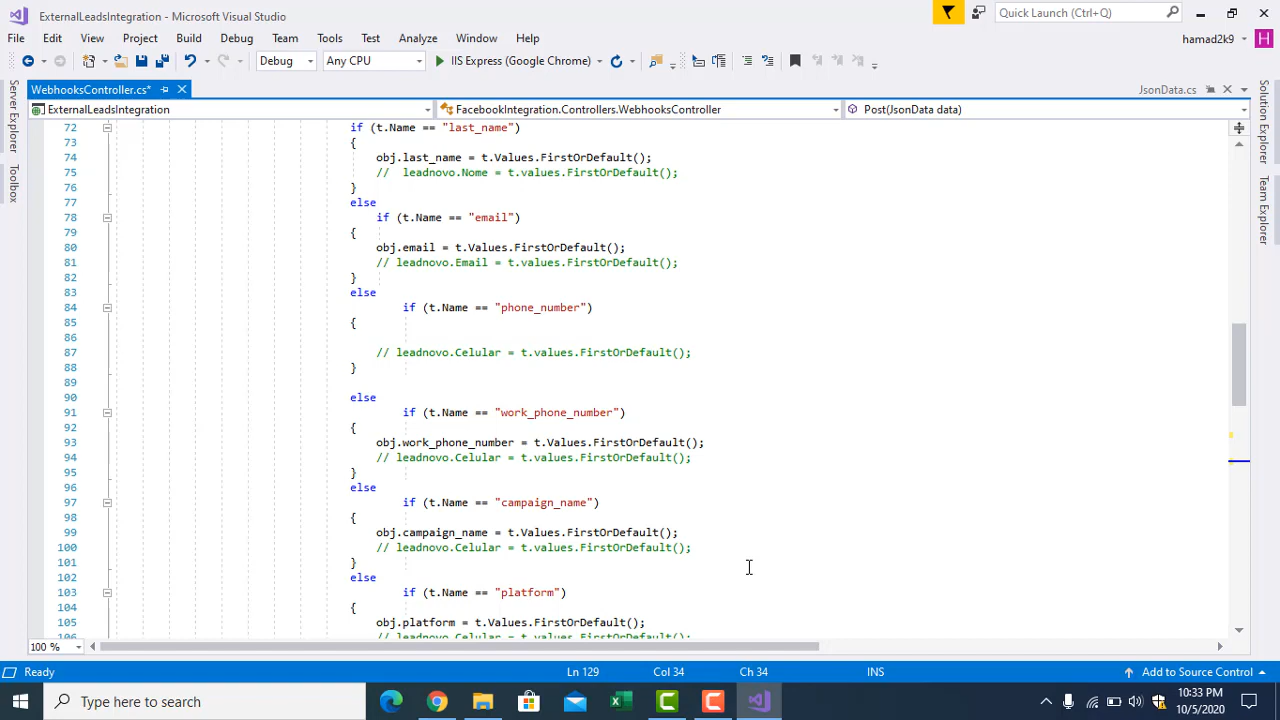 ExternalLeadsIntegration - Microsoft Visual Studio
Quick Launch (Ctrl+Q)
File Edit View Project Build Debug Team Tools Test Analyze Window Help
hamad2k9 H
Debug Any CPU IIS Express (Google Chrome)
WebhooksController.cs* JsonData.cs
ExternalLeadsIntegration FacebookIntegration.Controllers.WebhooksController Post(JsonData data)
Server Explorer
Toolbox
Solution Explorer
Team Explorer
72 if (t.Name == "last_name")
73 {
74 obj.last_name = t.Values.FirstOrDefault();
75 //  leadnovo.Nome = t.values.FirstOrDefault();
76 }
77 else
78 if (t.Name == "email")
79 {
80 obj.email = t.Values.FirstOrDefault();
81 // leadnovo.Email = t.values.FirstOrDefault();
82 }
83 else
84 if (t.Name == "phone_number")
85 {
86
87 // leadnovo.Celular = t.values.FirstOrDefault();
88 }
89
90 else
91 if (t.Name == "work_phone_number")
92 {
93 obj.work_phone_number = t.Values.FirstOrDefault();
94 // leadnovo.Celular = t.values.FirstOrDefault();
95 }
96 else
97 if (t.Name == "campaign_name")
98 {
99 obj.campaign_name = t.Values.FirstOrDefault();
100 // leadnovo.Celular = t.values.FirstOrDefault();
101 }
102 else
103 if (t.Name == "platform")
104 {
105 obj.platform = t.Values.FirstOrDefault();
106 // leadnovo.Celular = t.values.FirstOrDefault();
100 %
Ready Ln 129 Col 34 Ch 34 INS Add to Source Control
Type here to search
10:33 PM
10/5/2020